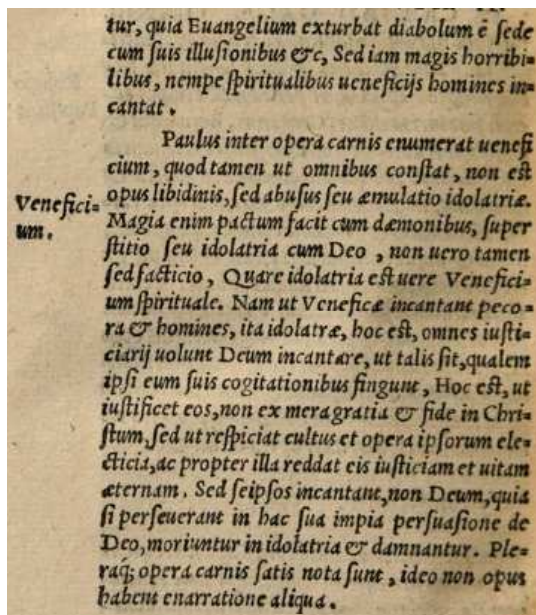 tur, quia Euangelium exturbat diabolum ē sede
cum suis illusionibus &c, Sed iam magis horribi=
libus, nempe spiritualibus ueneficijs homines in=
cantat.
Paulus inter opera carnis enumerat uenefi
cium, quod tamen ut omnibus constat, non est
opus libidinis, sed abusus seu æmulatio idolatriæ.
Venefici=
um.
Magia enim pactum facit cum dæmonibus, super
stitio seu idolatria cum Deo, non uero tamen
sed facticio, Quare idolatria est uere Venefici=
um spirituale. Nam ut Veneficæ incantant peco=
ra & homines, ita idolatræ, hoc est, omnes iusti=
ciarij uolunt Deum incantare, ut talis sit, qualem
ipsi eum suis cogitationibus fingunt, Hoc est, ut
iustificet eos, non ex mera gratia & fide in Chri=
stum, sed ut respiciat cultus et opera ipsorum ele=
cticia, ac propter illa reddat eis iusticiam et uitam
æternam. Sed seipsos incantant, non Deum, quia
si perseuerant in hac sua impia persuasione de
Deo, moriuntur in idolatria & damnantur. Ple=
raq; opera carnis satis nota sunt, ideo non opus
habent enarratione aliqua.